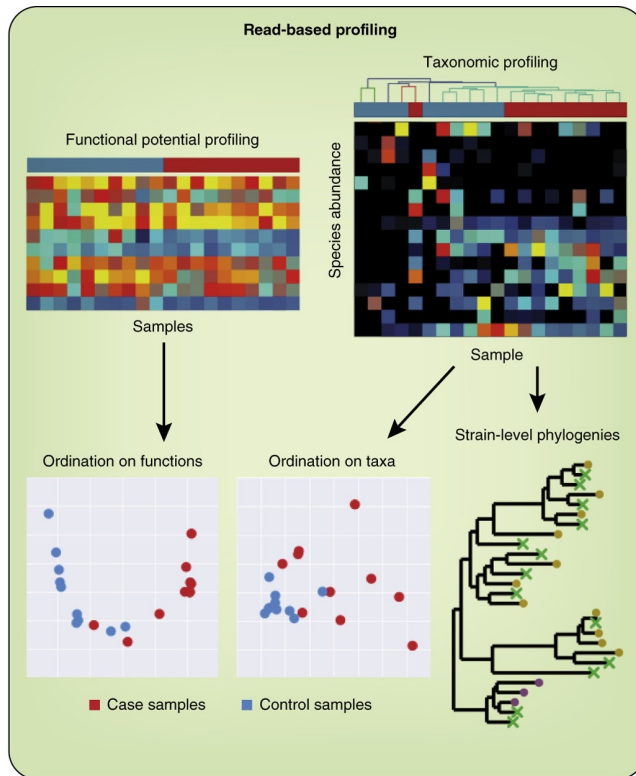 Read-based profiling
Taxonomic profiling
Functional potential profiling
Species abundance
Samples
Sample
Strain-level phylogenies
Ordination on functions
Ordination on taxa
Case samples
Control samples